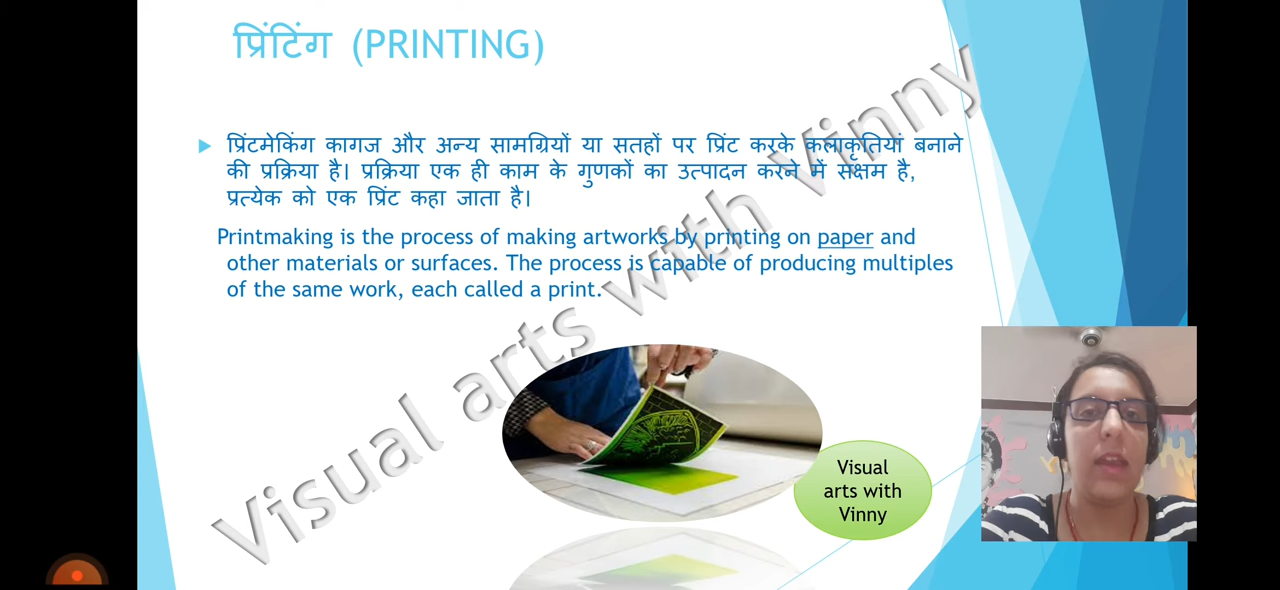 प्रिंटिंग (PRINTING)
प्रिंटमेकिंग कागज और अन्य सामग्रियों या सतहों पर प्रिंट करके कलाकृतियां बनाने
की प्रक्रिया है। प्रक्रिया एक ही काम के गुणकों का उत्पादन करने में सक्षम है,
प्रत्येक को एक प्रिंट कहा जाता है।
Printmaking is the process of making artworks by printing on paper and
other materials or surfaces. The process is capable of producing multiples
of the same work, each called a print.
Visual arts with Vinny
Visual
arts with
Vinny